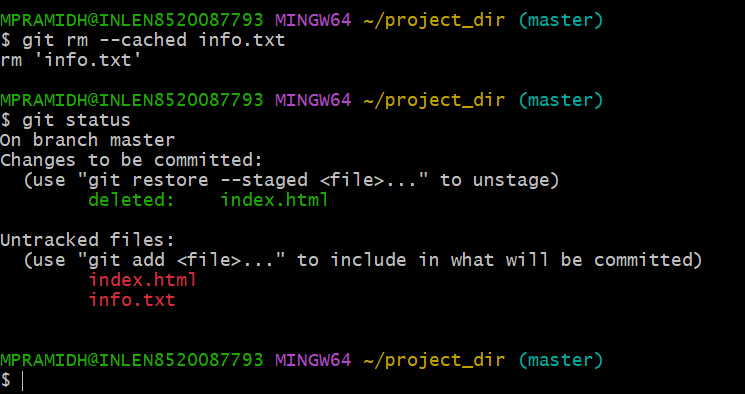 MPRAMIDH@INLEN8520087793 MINGW64 ~/project_dir (master)
$ git rm --cached info.txt
rm 'info.txt'
MPRAMIDH@INLEN8520087793 MINGW64 ~/project_dir (master)
$ git status
On branch master
Changes to be committed:
  (use "git restore --staged <file>..." to unstage)
        deleted:    index.html
Untracked files:
  (use "git add <file>..." to include in what will be committed)
        index.html
        info.txt
MPRAMIDH@INLEN8520087793 MINGW64 ~/project_dir (master)
$